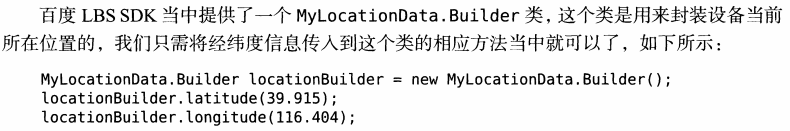 百度 LBS SDK 当中提供了一个 MyLocationData.Builder 类，这个类是用来封装设备当前
所在位置的，我们只需将经纬度信息传入到这个类的相应方法当中就可以了，如下所示：
MyLocationData.Builder locationBuilder = new MyLocationData.Builder();
locationBuilder.latitude(39.915);
locationBuilder.longitude(116.404);